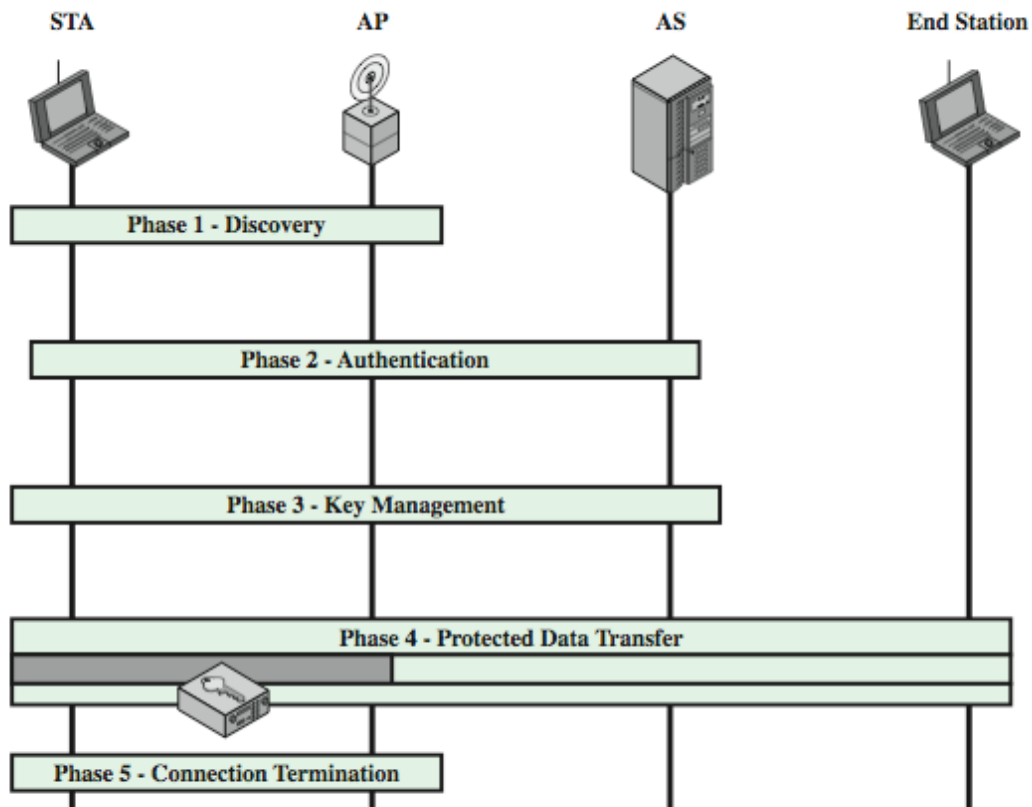 STA AP AS End Station
Phase 1 - Discovery
Phase 2 - Authentication
Phase 3 - Key Management
Phase 4 - Protected Data Transfer
Phase 5 - Connection Termination